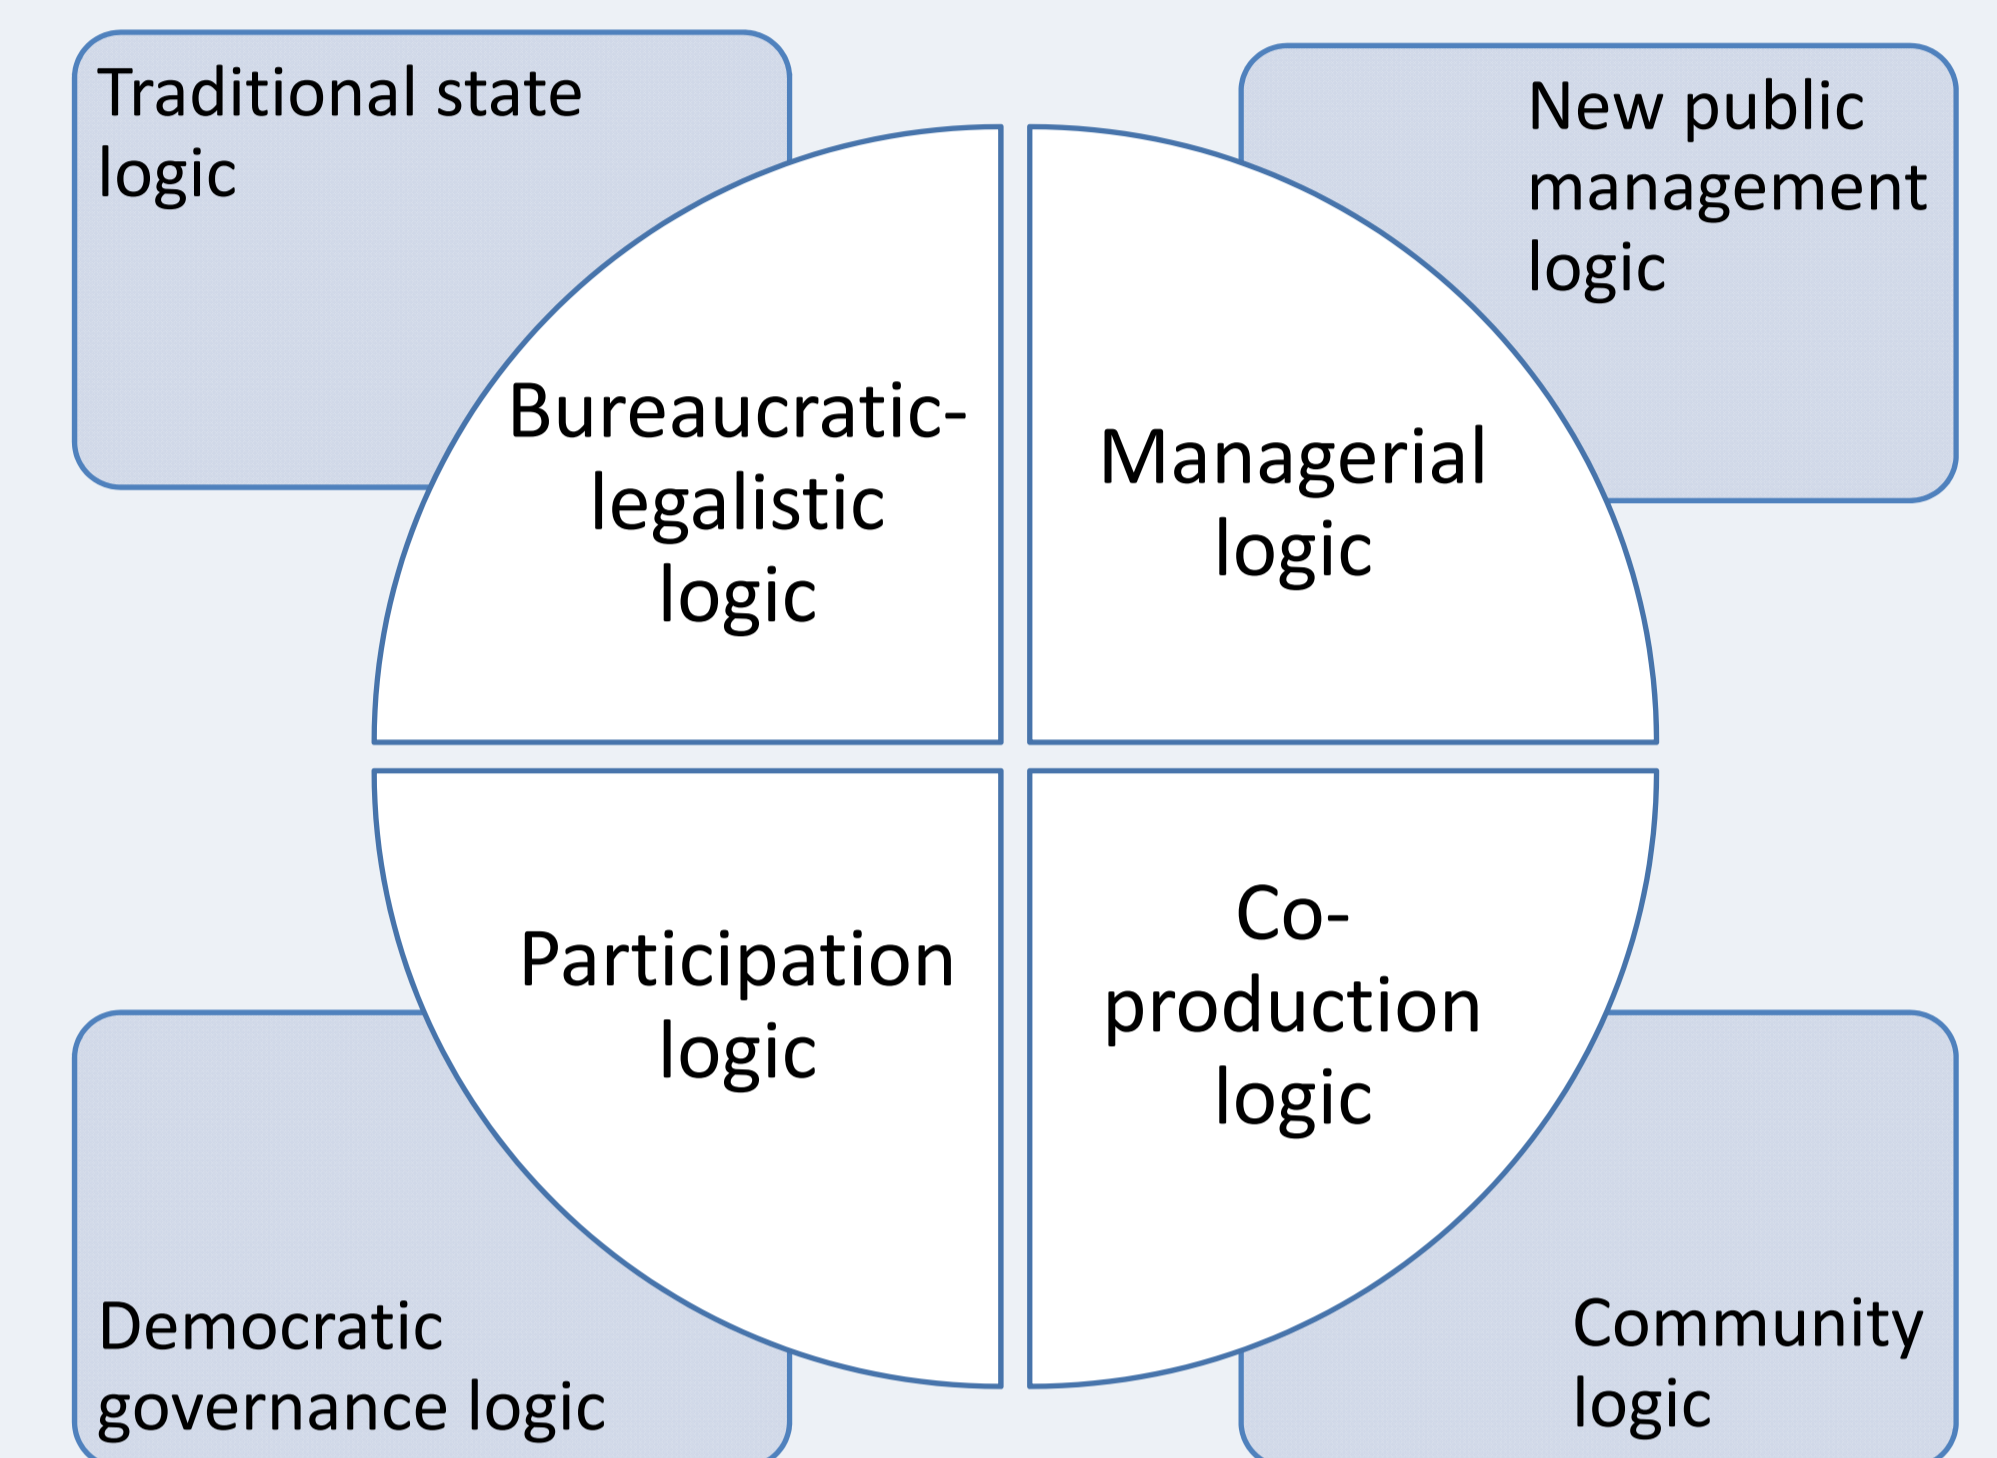 Traditional state
logic
New public
management
logic
Bureaucratic-
legalistic
logic
Managerial
logic
Participation
logic
Co-
production
logic
Democratic
governance logic
Community
logic